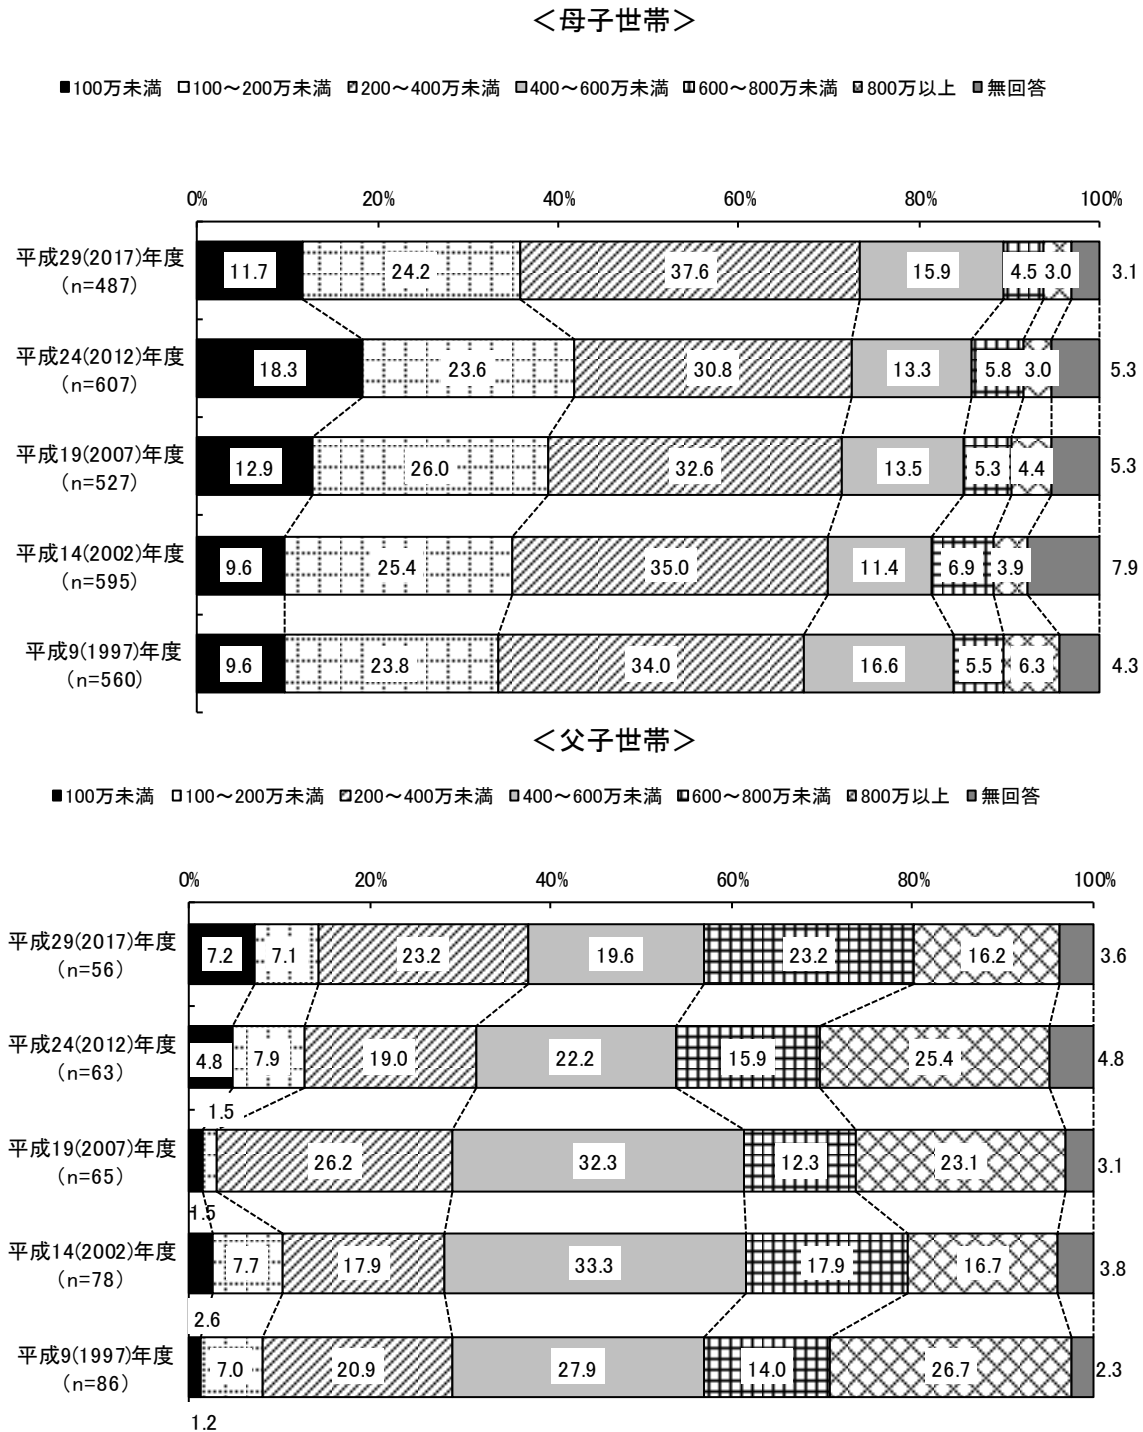 ＜母子世帯＞
■100万未満 □100～200万未満 200～400万未満 400～600万未満 600～800万未満 800万以上 ■無回答
0% 20% 40% 60% 80% 100%
平成29(2017)年度
（n=487）
11.7 24.2 37.6 15.9 4.5 3.0 3.1
平成24(2012)年度
（n=607）
18.3 23.6 30.8 13.3 5.8 3.0 5.3
平成19(2007)年度
（n=527）
12.9 26.0 32.6 13.5 5.3 4.4 5.3
平成14(2002)年度
（n=595）
9.6 25.4 35.0 11.4 6.9 3.9 7.9
平成9(1997)年度
（n=560）
9.6 23.8 34.0 16.6 5.5 6.3 4.3
＜父子世帯＞
■100万未満 □100～200万未満 200～400万未満 400～600万未満 600～800万未満 800万以上 ■無回答
0% 20% 40% 60% 80% 100%
平成29(2017)年度
（n=56）
7.2 7.1 23.2 19.6 23.2 16.2 3.6
平成24(2012)年度
（n=63）
4.8 7.9 19.0 22.2 15.9 25.4 4.8
1.5
平成19(2007)年度
（n=65）
26.2 32.3 12.3 23.1 3.1
1.5
平成14(2002)年度
（n=78）
7.7 17.9 33.3 17.9 16.7 3.8
2.6
平成9(1997)年度
（n=86）
7.0 20.9 27.9 14.0 26.7 2.3
1.2